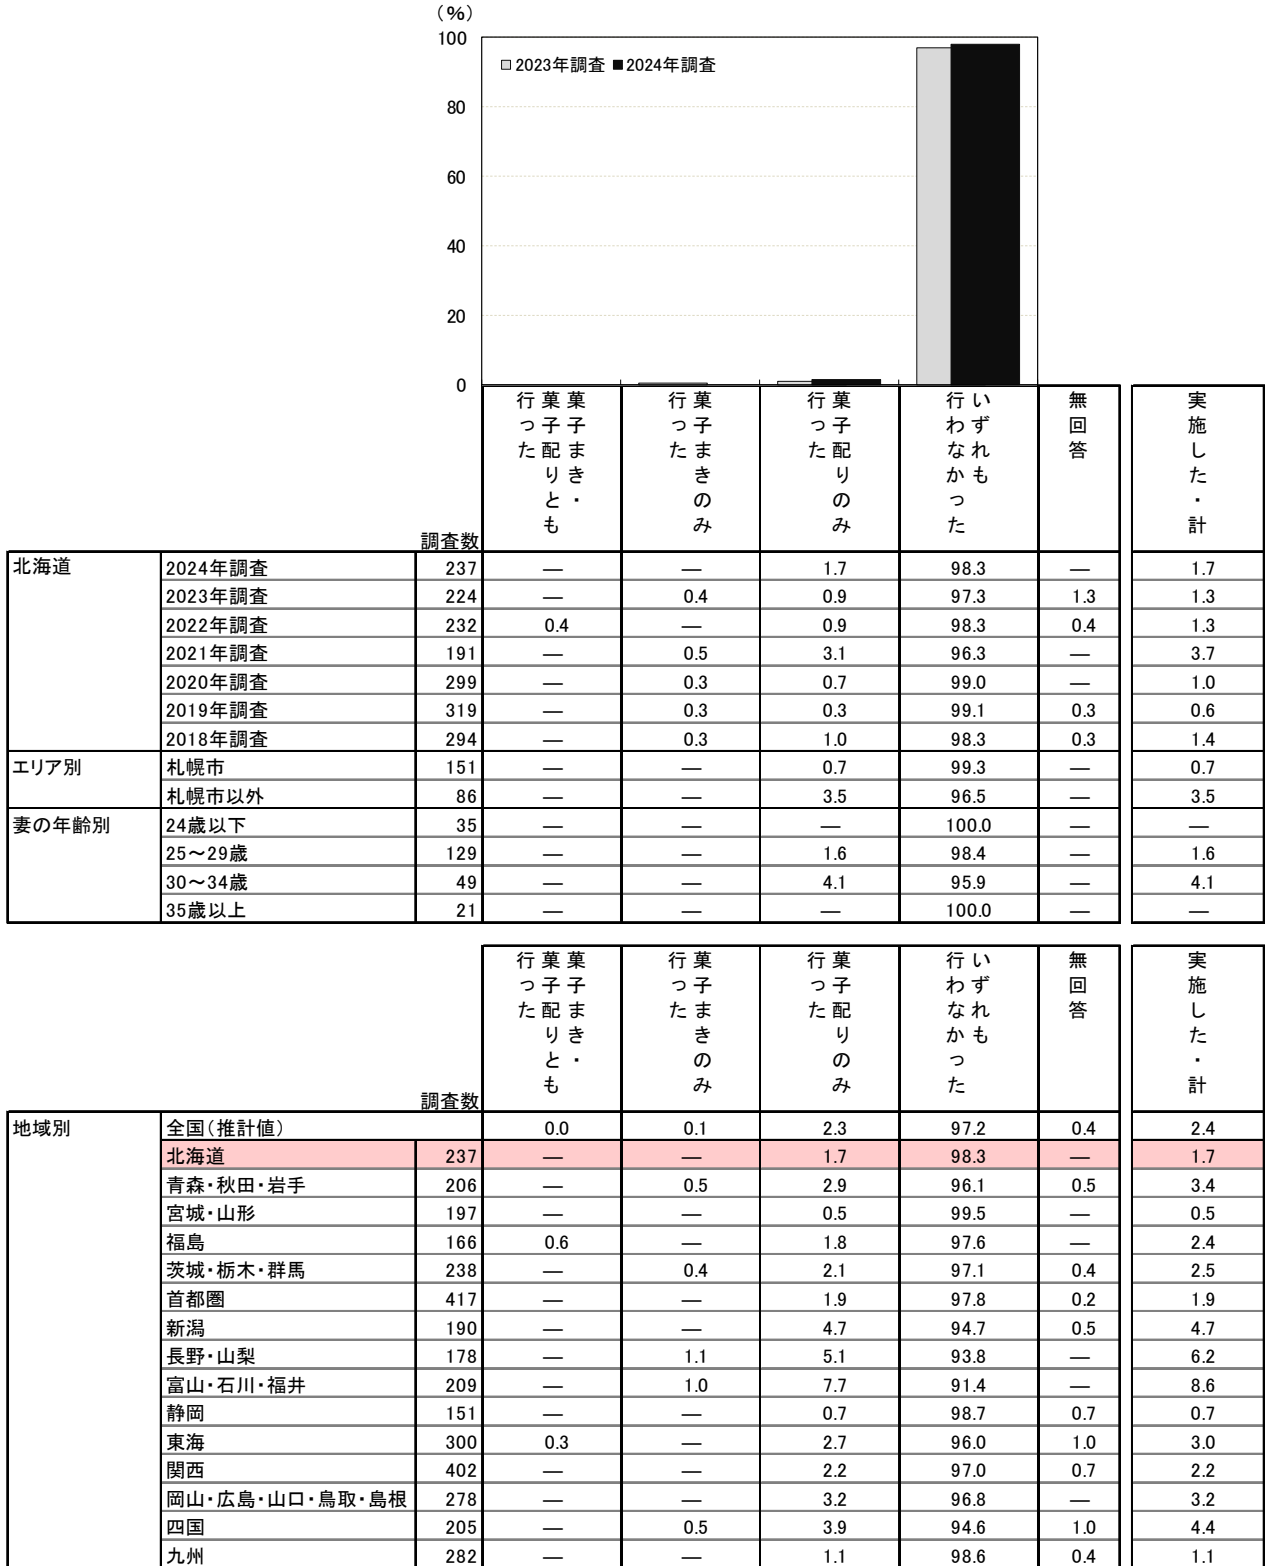 (%)
100
□2023年調査 ■2024年調査
80
60
40
20
0
菓子まき・菓子配りとも行った
菓子まきのみ行った
菓子配りのみ行った
いずれも行わなかった
無回答
実施した・計
調査数
北海道 2024年調査 237 — — 1.7 98.3 — 1.7
2023年調査 224 — 0.4 0.9 97.3 1.3 1.3
2022年調査 232 0.4 — 0.9 98.3 0.4 1.3
2021年調査 191 — 0.5 3.1 96.3 — 3.7
2020年調査 299 — 0.3 0.7 99.0 — 1.0
2019年調査 319 — 0.3 0.3 99.1 0.3 0.6
2018年調査 294 — 0.3 1.0 98.3 0.3 1.4
エリア別 札幌市 151 — — 0.7 99.3 — 0.7
札幌市以外 86 — — 3.5 96.5 — 3.5
妻の年齢別 24歳以下 35 — — — 100.0 — —
25～29歳 129 — — 1.6 98.4 — 1.6
30～34歳 49 — — 4.1 95.9 — 4.1
35歳以上 21 — — — 100.0 — —
菓子まき・菓子配りとも行った
菓子まきのみ行った
菓子配りのみ行った
いずれも行わなかった
無回答
実施した・計
調査数
地域別 全国(推計値) 0.0 0.1 2.3 97.2 0.4 2.4
北海道 237 — — 1.7 98.3 — 1.7
青森・秋田・岩手 206 — 0.5 2.9 96.1 0.5 3.4
宮城・山形 197 — — 0.5 99.5 — 0.5
福島 166 0.6 — 1.8 97.6 — 2.4
茨城・栃木・群馬 238 — 0.4 2.1 97.1 0.4 2.5
首都圏 417 — — 1.9 97.8 0.2 1.9
新潟 190 — — 4.7 94.7 0.5 4.7
長野・山梨 178 — 1.1 5.1 93.8 — 6.2
富山・石川・福井 209 — 1.0 7.7 91.4 — 8.6
静岡 151 — — 0.7 98.7 0.7 0.7
東海 300 0.3 — 2.7 96.0 1.0 3.0
関西 402 — — 2.2 97.0 0.7 2.2
岡山・広島・山口・鳥取・島根 278 — — 3.2 96.8 — 3.2
四国 205 — 0.5 3.9 94.6 1.0 4.4
九州 282 — — 1.1 98.6 0.4 1.1